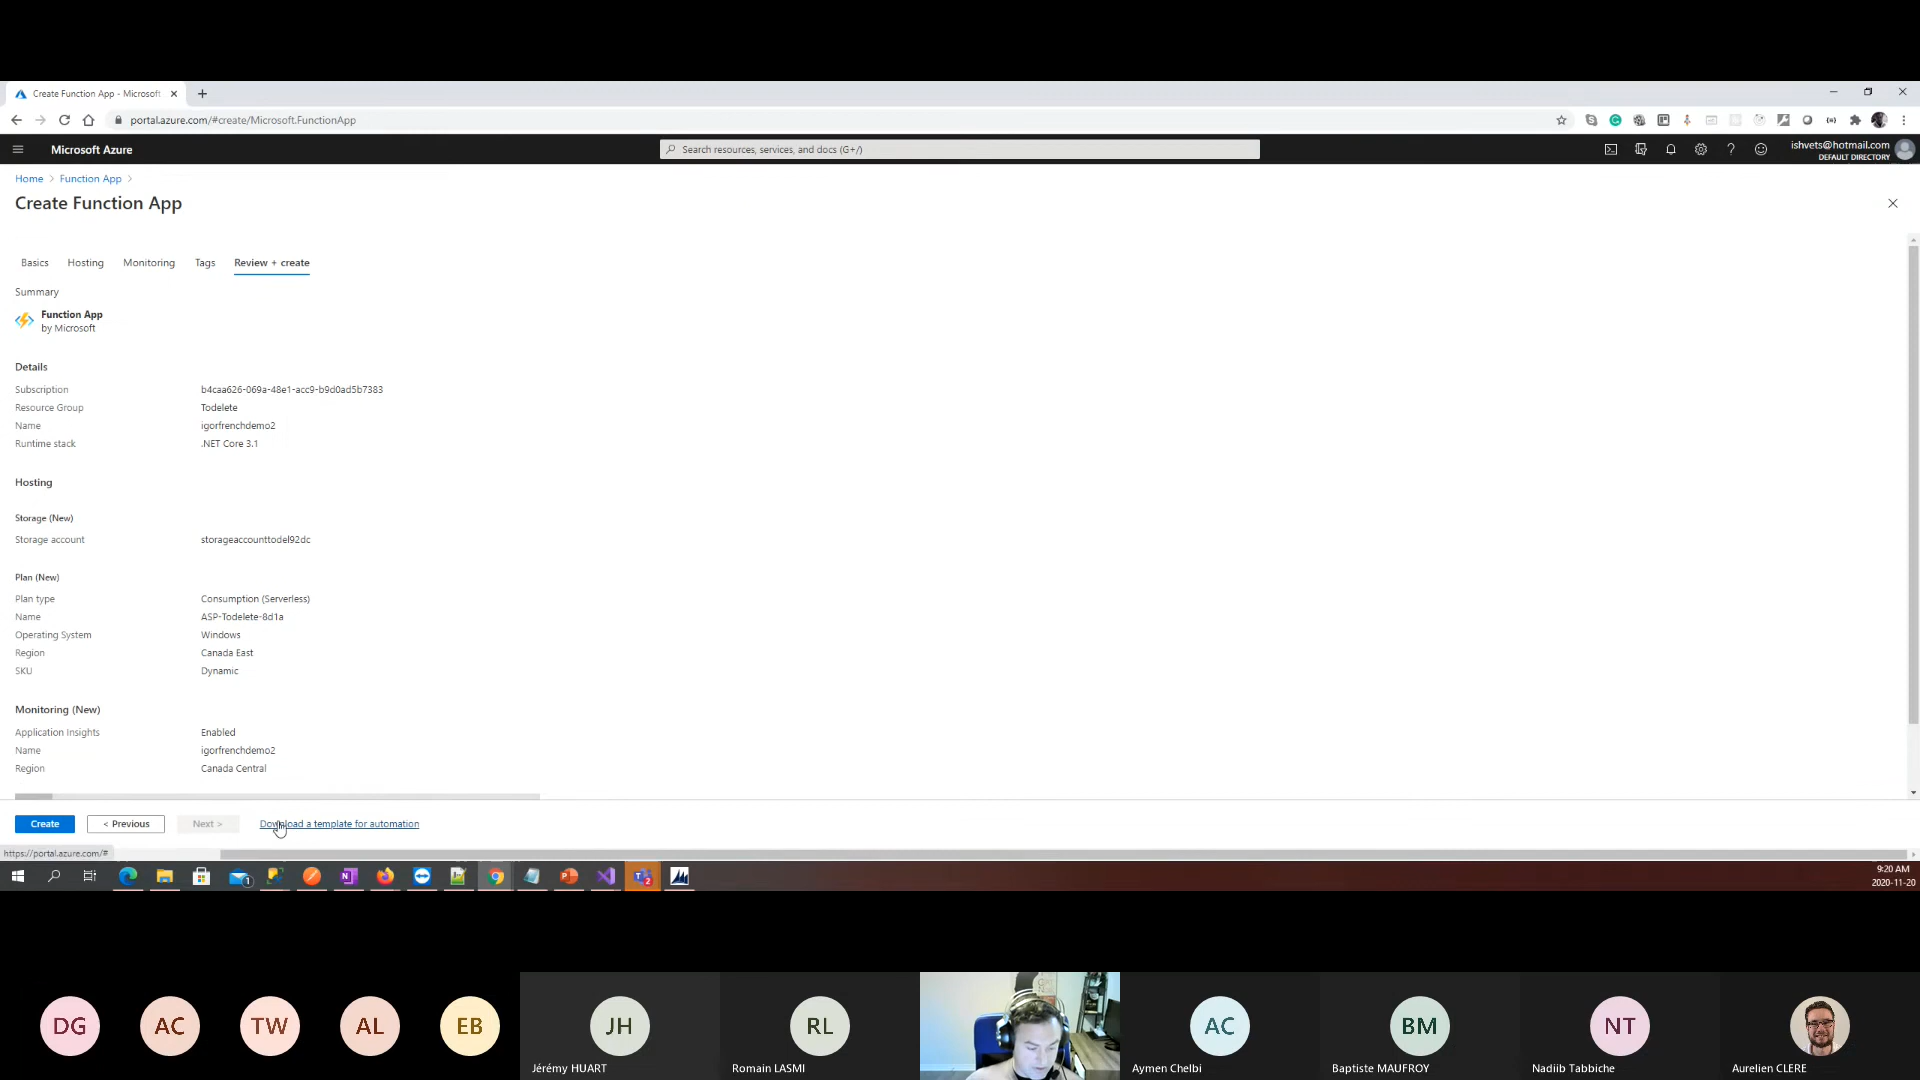 Create Function App - Microsoft
portal.azure.com/#create/Microsoft.FunctionApp
Microsoft Azure
Search resources, services, and docs (G+/)
ishvets@hotmail.com
DEFAULT DIRECTORY
Home > Function App >
Create Function App
Basics Hosting Monitoring Tags Review + create
Summary
Function App
by Microsoft
Details
Subscription b4caa626-069a-48e1-acc9-b9d0ad5b7383
Resource Group Todelete
Name igorfrenchdemo2
Runtime stack .NET Core 3.1
Hosting
Storage (New)
Storage account storageaccounttodel92dc
Plan (New)
Plan type Consumption (Serverless)
Name ASP-Todelete-8d1a
Operating System Windows
Region Canada East
SKU Dynamic
Monitoring (New)
Application Insights Enabled
Name igorfrenchdemo2
Region Canada Central
Create < Previous Next > Download a template for automation
https://portal.azure.com/#
9:20 AM
2020-11-20
DG AC TW AL EB JH RL AC BM NT
Jérémy HUART Romain LASMI Aymen Chelbi Baptiste MAUFROY Nadiib Tabbiche Aurelien CLERE